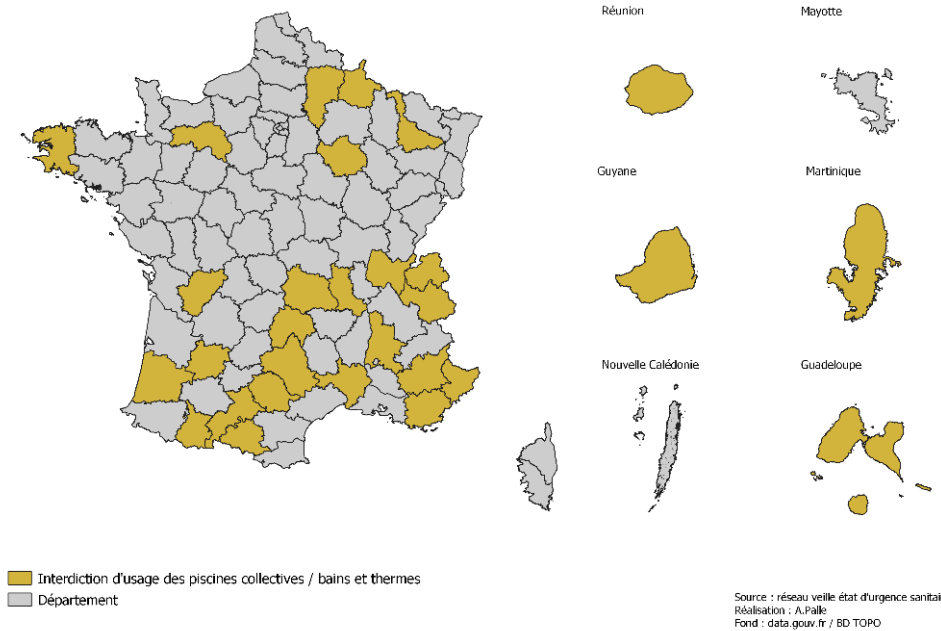 Réunion
Mayotte
Guyane
Martinique
Nouvelle Calédonie
Guadeloupe
Interdiction d'usage des piscines collectives / bains et thermes
Département
Source : réseau veille état d'urgence sanitai
Réalisation : A.Palle
Fond : data.gouv.fr / BD TOPO